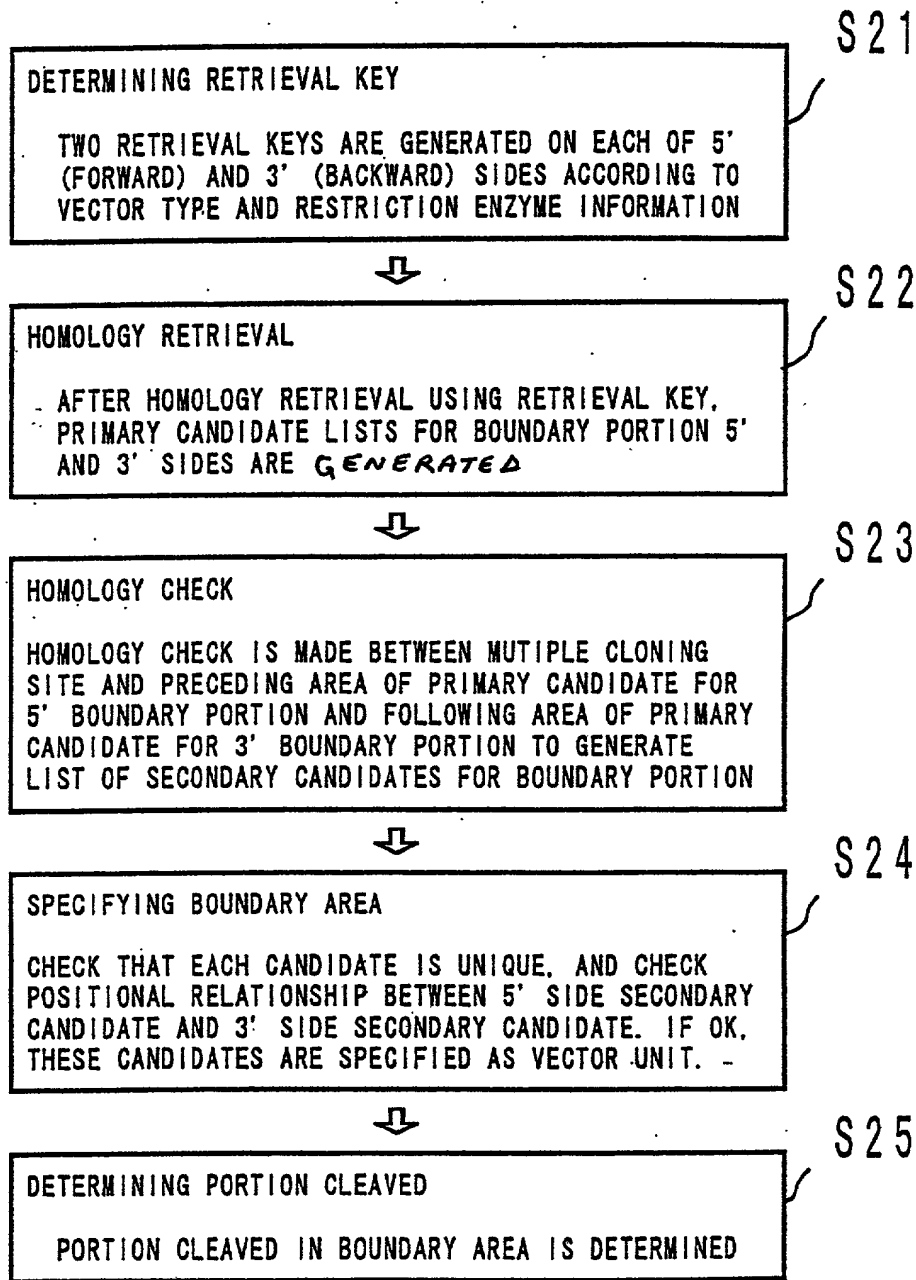 S21
DETERMINING RETRIEVAL KEY
TWO RETRIEVAL KEYS ARE GENERATED ON EACH OF 5'
(FORWARD) AND 3' (BACKWARD) SIDES ACCORDING TO
VECTOR TYPE AND RESTRICTION ENZYME INFORMATION
S22
HOMOLOGY RETRIEVAL
AFTER HOMOLOGY RETRIEVAL USING RETRIEVAL KEY,
PRIMARY CANDIDATE LISTS FOR BOUNDARY PORTION 5'
AND 3' SIDES ARE GENERATED
S23
HOMOLOGY CHECK
HOMOLOGY CHECK IS MADE BETWEEN MUTIPLE CLONING
SITE AND PRECEDING AREA OF PRIMARY CANDIDATE FOR
5' BOUNDARY PORTION AND FOLLOWING AREA OF PRIMARY
CANDIDATE FOR 3' BOUNDARY PORTION TO GENERATE
LIST OF SECONDARY CANDIDATES FOR BOUNDARY PORTION
S24
SPECIFYING BOUNDARY AREA
CHECK THAT EACH CANDIDATE IS UNIQUE, AND CHECK
POSITIONAL RELATIONSHIP BETWEEN 5' SIDE SECONDARY
CANDIDATE AND 3' SIDE SECONDARY CANDIDATE. IF OK,
THESE CANDIDATES ARE SPECIFIED AS VECTOR UNIT.
S25
DETERMINING PORTION CLEAVED
PORTION CLEAVED IN BOUNDARY AREA IS DETERMINED